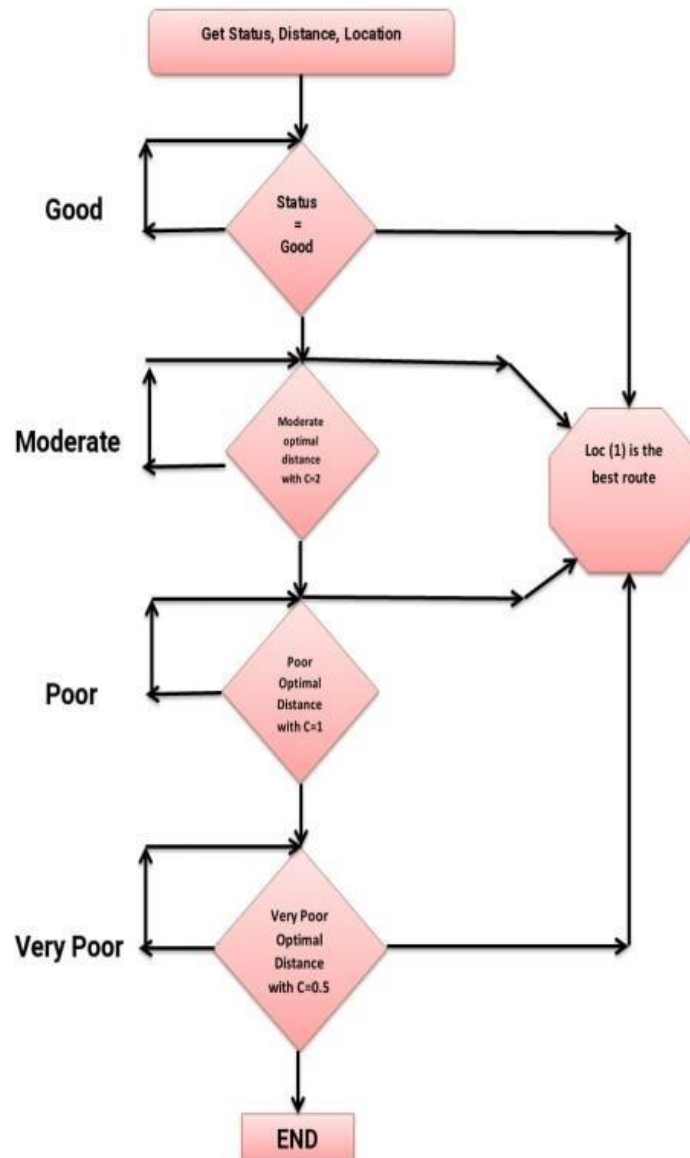 Get Status, Distance, Location
Good
Status
=
Good
Moderate
Moderate
optimal
distance
with C=2
Loc (1) is the
best route
Poor
Poor
Optimal
Distance
with C=1
Very Poor
Very Poor
Optimal
Distance
with C=0.5
END